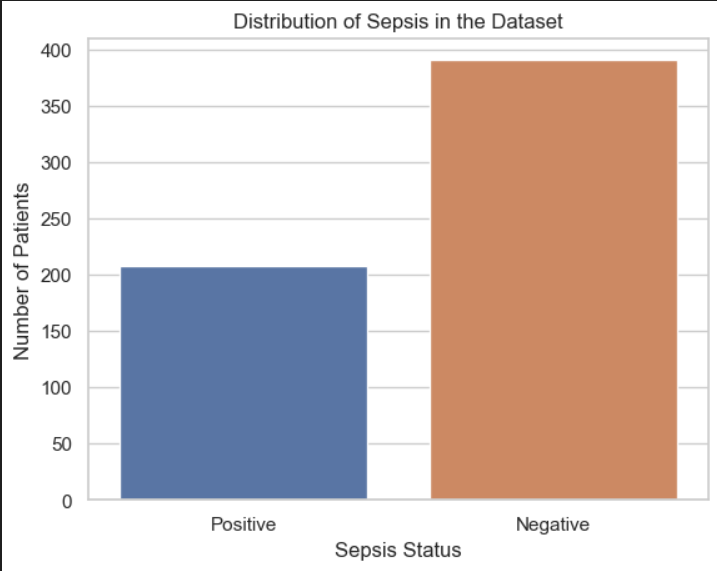 Distribution of Sepsis in the Dataset
400
350
300
250
200
150
100
50
0
Number of Patients
Positive
Negative
Sepsis Status